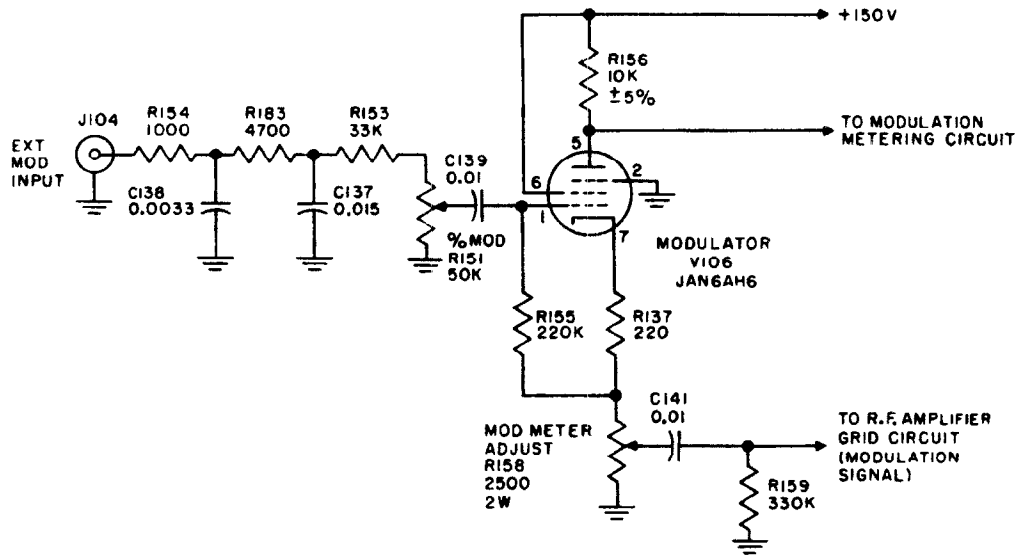 +150V
R156
10K
±5%
TO MODULATION
METERING CIRCUIT
J104
R154
1000
R183
4700
R153
33K
EXT
MOD
INPUT
C138
0.0033
C137
0.015
C139
0.01
% MOD
R151
50K
5
2
6
1
7
MODULATOR
V106
JAN6AH6
R155
220K
R137
220
MOD METER
ADJUST
R158
2500
2W
C141
0.01
TO R.F. AMPLIFIER
GRID CIRCUIT
(MODULATION
SIGNAL)
R159
330K